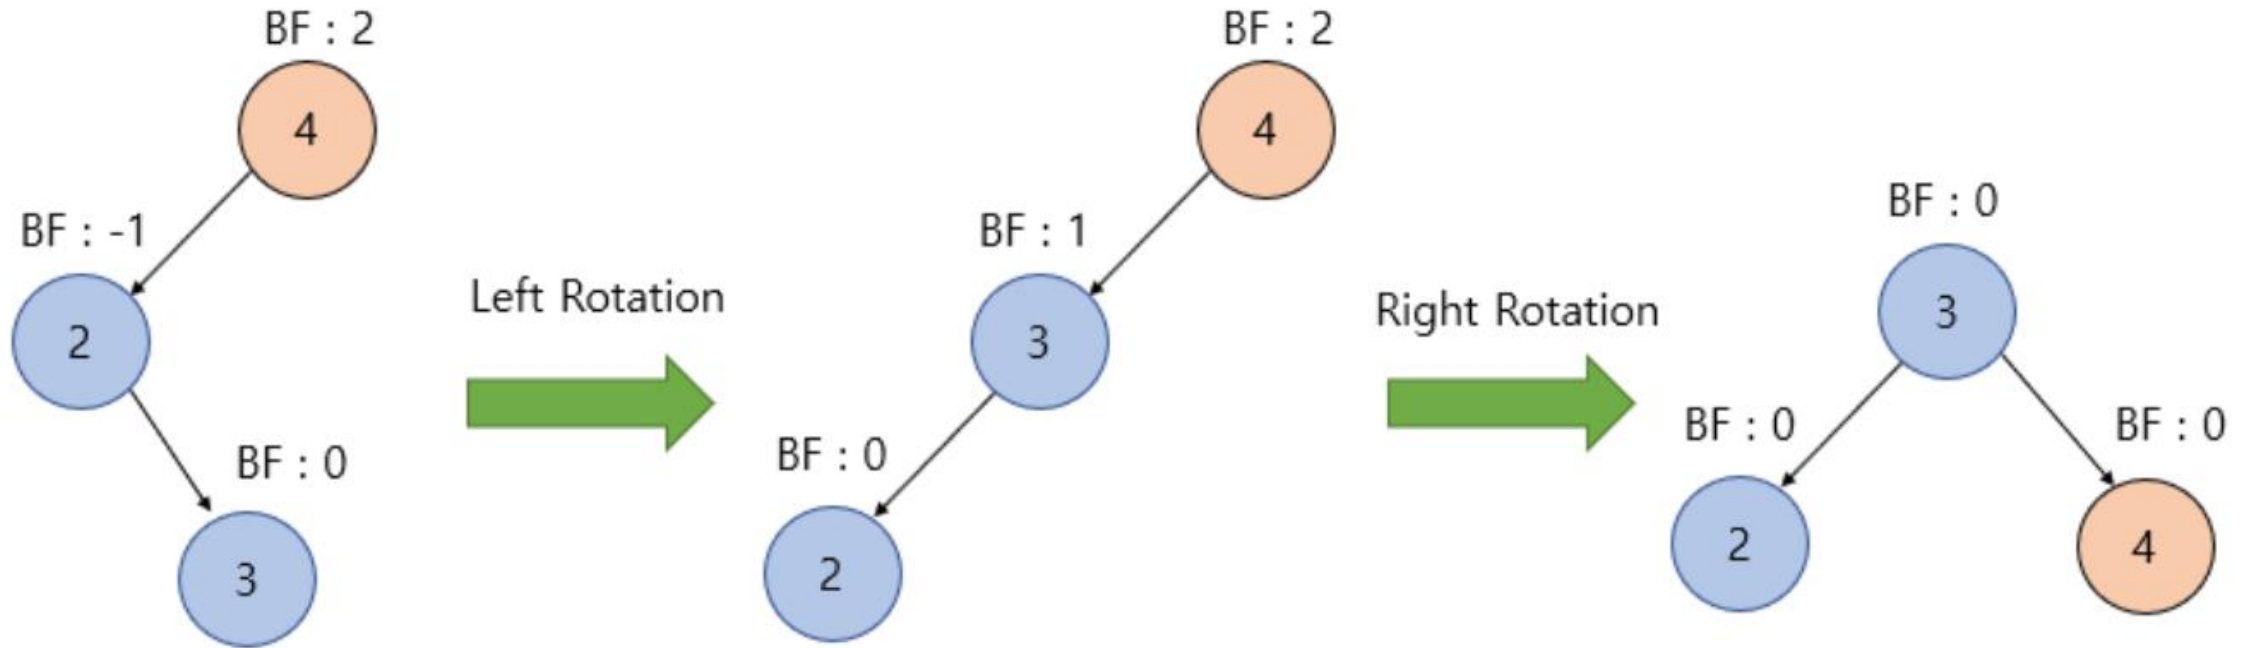 BF : 2
4
BF : -1
2
BF : 0
3
Left Rotation
BF : 2
4
BF : 1
3
BF : 0
2
Right Rotation
BF : 0
3
BF : 0
2
BF : 0
4